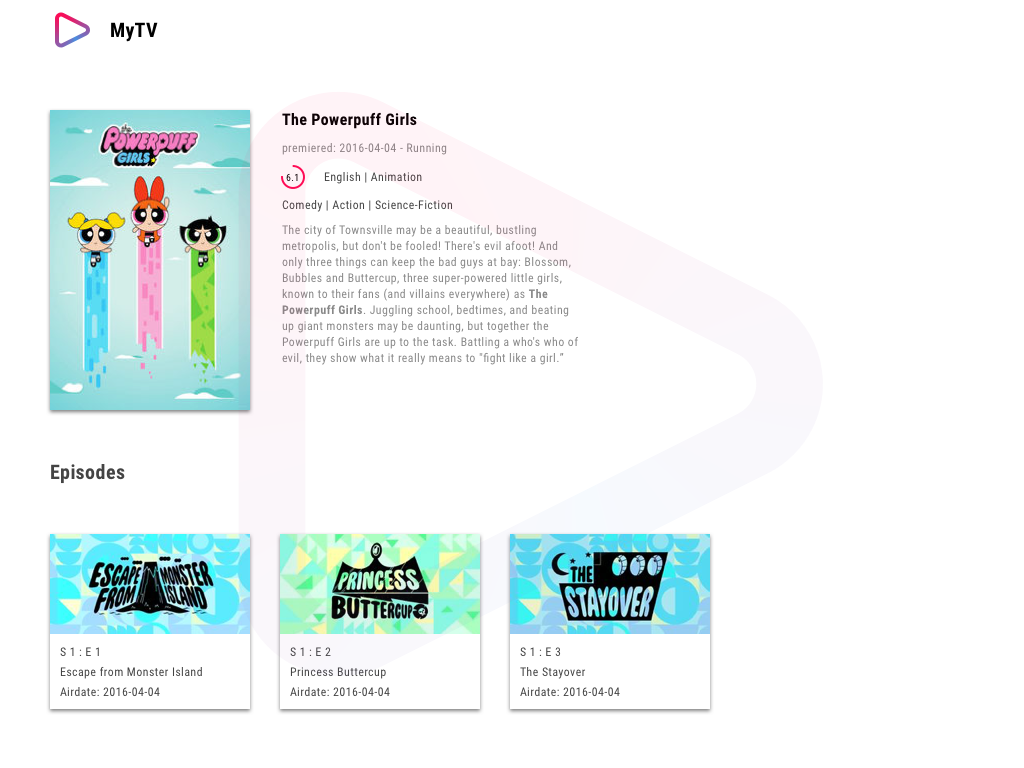 MyTV
the
POWERPUFF
GIRLS
The Powerpuff Girls
premiered: 2016-04-04 - Running
6.1 English | Animation
Comedy | Action | Science-Fiction
The city of Townsville may be a beautiful, bustling
metropolis, but don't be fooled! There's evil afoot! And
only three things can keep the bad guys at bay: Blossom,
Bubbles and Buttercup, three super-powered little girls,
known to their fans (and villains everywhere) as The
Powerpuff Girls. Juggling school, bedtimes, and beating
up giant monsters may be daunting, but together the
Powerpuff Girls are up to the task. Battling a who's who of
evil, they show what it really means to "fight like a girl."
Episodes
ESCAPE MONSTER
FROM ISLAND
S 1 : E 1
Escape from Monster Island
Airdate: 2016-04-04
PRINCESS
BUTTERCUP
S 1 : E 2
Princess Buttercup
Airdate: 2016-04-04
THE
STAYOVER
S 1 : E 3
The Stayover
Airdate: 2016-04-04